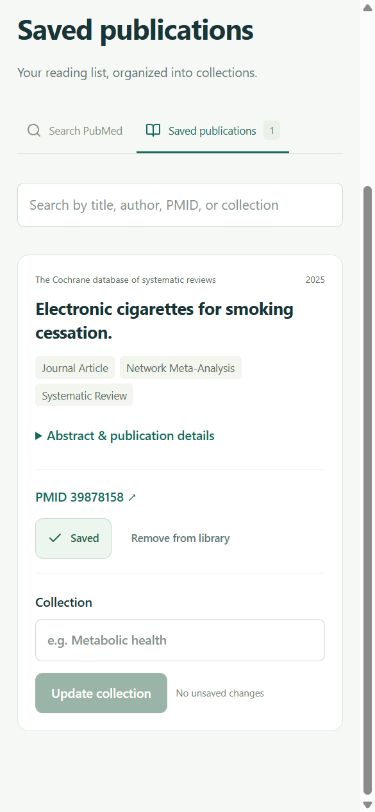 Saved publications
Your reading list, organized into collections.
Search PubMed
Saved publications 1
Search by title, author, PMID, or collection
The Cochrane database of systematic reviews 2025
Electronic cigarettes for smoking
cessation.
Journal Article Network Meta-Analysis
Systematic Review
Abstract & publication details
PMID 39878158 ↗
Saved Remove from library
Collection
e.g. Metabolic health
Update collection No unsaved changes